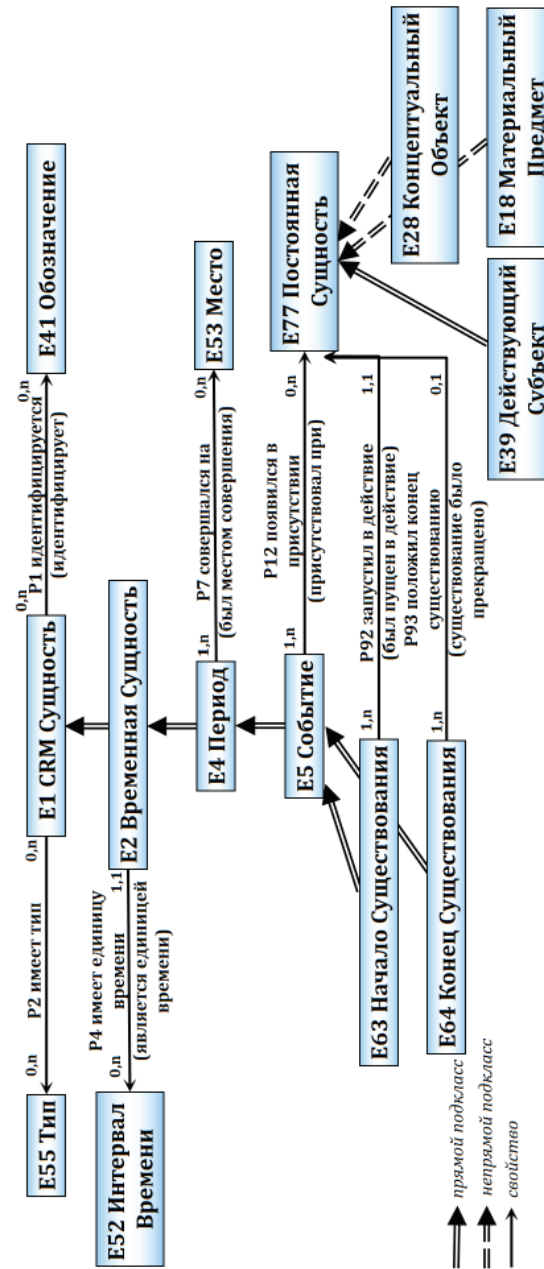 E55 Тип
0,n
P2 имеет тип
0,n
E1 CRM Сущность
0,n
P1 идентифицируется
(идентифицирует)
0,n
E41 Обозначение
E52 Интервал
Времени
0,n
P4 имеет единицу
времени
(является единицей
времени)
1,1
E2 Временная Сущность
E4 Период
1,n
P7 совершался на
(был местом совершения)
0,n
E53 Место
E5 Событие
1,n
P12 появился в
присутствии
(присутствовал при)
0,n
E77 Постоянная
Сущность
E63 Начало Существования
1,n
P92 запустил в действие
(был пущен в действие)
1,1
E64 Конец Существования
1,n
P93 положил конец
существованию
(существование было
прекращено)
0,1
E39 Действующий
Субъект
E28 Концептуальный
Объект
E18 Материальный
Предмет
прямой подкласс
непрямой подкласс
свойство